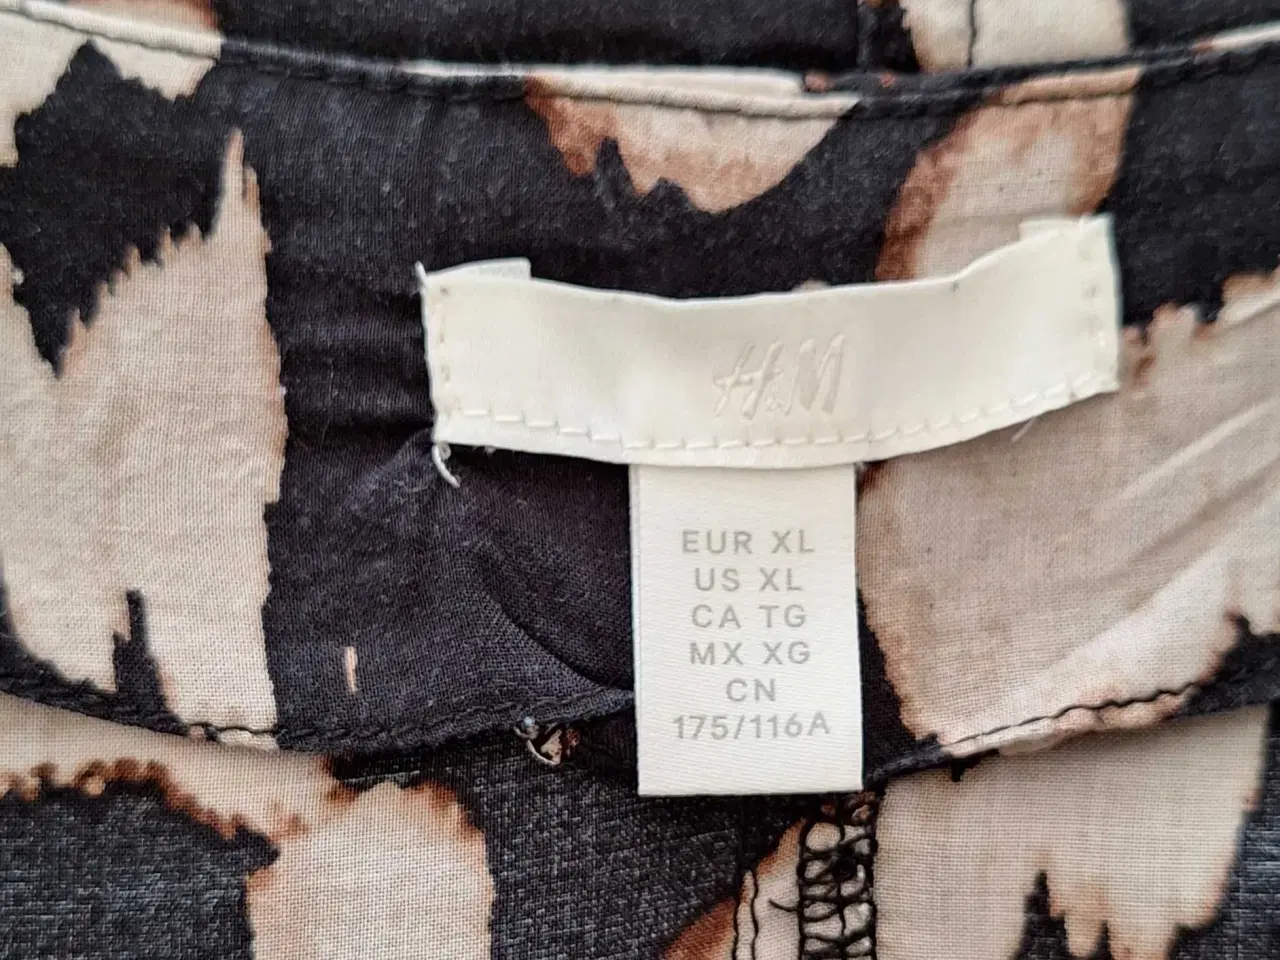 H&M
EUR XL
US XL
CA TG
MX XG
CN
175/116A